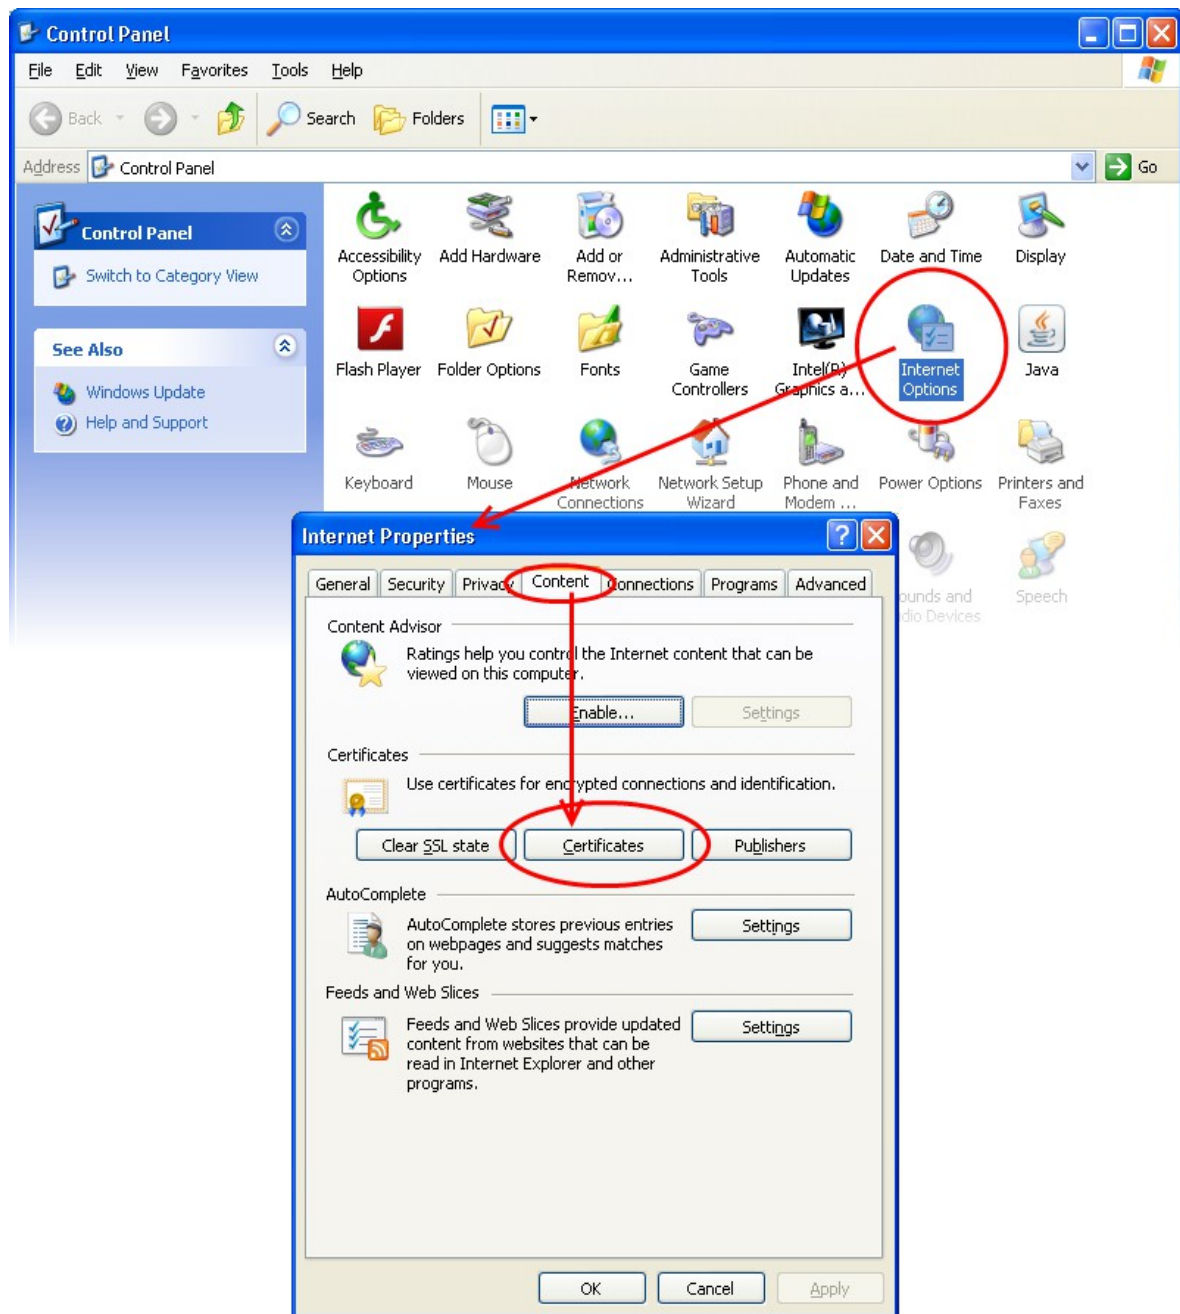 Control Panel
File Edit View Favorites Tools Help
Back Search Folders
Address Control Panel Go
Control Panel
Switch to Category View
See Also
Windows Update
Help and Support
Accessibility Options
Add Hardware
Add or Remov...
Administrative Tools
Automatic Updates
Date and Time
Display
Flash Player
Folder Options
Fonts
Game Controllers
Intel(R) Graphics a...
Internet Options
Java
Keyboard
Mouse
Network Connections
Network Setup Wizard
Phone and Modem ...
Power Options
Printers and Faxes
ounds and
dio Devices
Speech
Internet Properties
General Security Privacy Content Connections Programs Advanced
Content Advisor
Ratings help you control the Internet content that can be
viewed on this computer.
Enable... Settings
Certificates
Use certificates for encrypted connections and identification.
Clear SSL state Certificates Publishers
AutoComplete
AutoComplete stores previous entries
on webpages and suggests matches
for you.
Settings
Feeds and Web Slices
Feeds and Web Slices provide updated
content from websites that can be
read in Internet Explorer and other
programs.
Settings
OK Cancel Apply